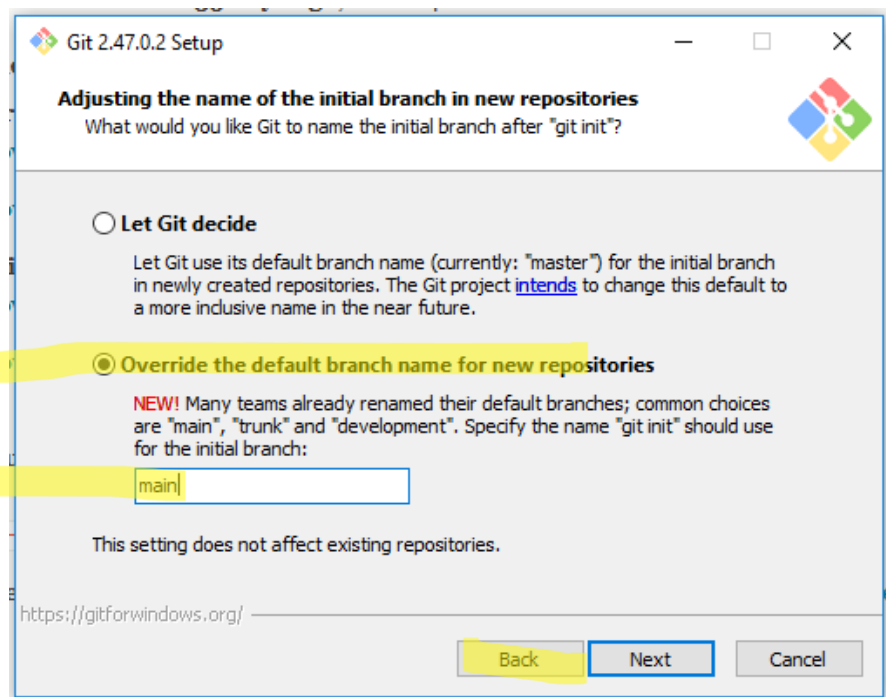 Git 2.47.0.2 Setup
Adjusting the name of the initial branch in new repositories
What would you like Git to name the initial branch after "git init"?
Let Git decide
Let Git use its default branch name (currently: "master") for the initial branch
in newly created repositories. The Git project intends to change this default to
a more inclusive name in the near future.
Override the default branch name for new repositories
NEW! Many teams already renamed their default branches; common choices
are "main", "trunk" and "development". Specify the name "git init" should use
for the initial branch:
main
This setting does not affect existing repositories.
https://gitforwindows.org/
Back Next Cancel